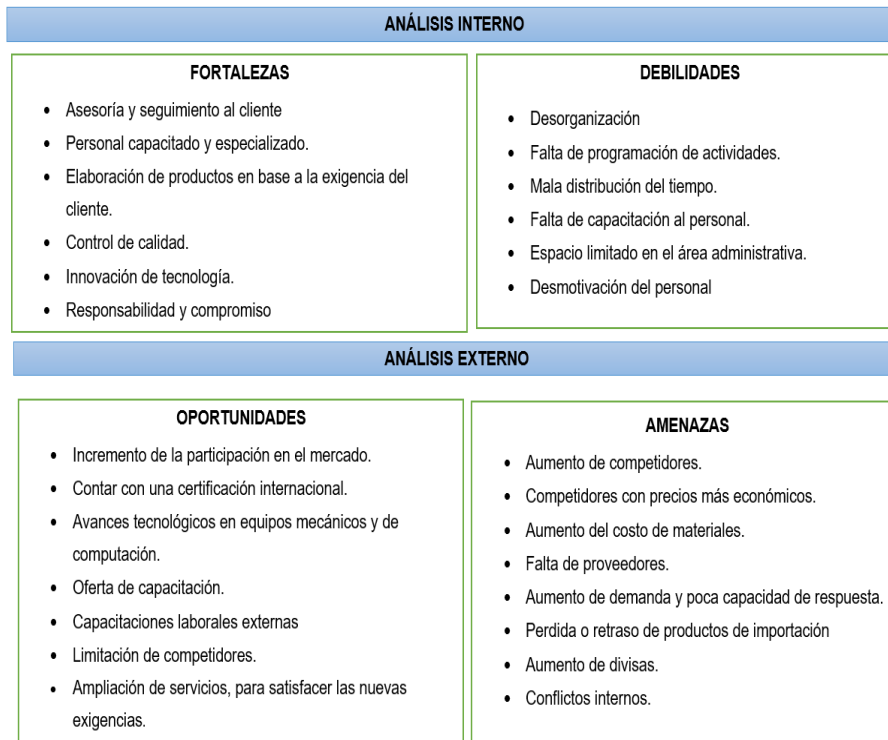 ANÁLISIS INTERNO
FORTALEZAS
• Asesoría y seguimiento al cliente
• Personal capacitado y especializado.
• Elaboración de productos en base a la exigencia del
cliente.
• Control de calidad.
• Innovación de tecnología.
• Responsabilidad y compromiso
DEBILIDADES
• Desorganización
• Falta de programación de actividades.
• Mala distribución del tiempo.
• Falta de capacitación al personal.
• Espacio limitado en el área administrativa.
• Desmotivación del personal
ANÁLISIS EXTERNO
OPORTUNIDADES
• Incremento de la participación en el mercado.
• Contar con una certificación internacional.
• Avances tecnológicos en equipos mecánicos y de
computación.
• Oferta de capacitación.
• Capacitaciones laborales externas
• Limitación de competidores.
• Ampliación de servicios, para satisfacer las nuevas
exigencias.
AMENAZAS
• Aumento de competidores.
• Competidores con precios más económicos.
• Aumento del costo de materiales.
• Falta de proveedores.
• Aumento de demanda y poca capacidad de respuesta.
• Perdida o retraso de productos de importación
• Aumento de divisas.
• Conflictos internos.